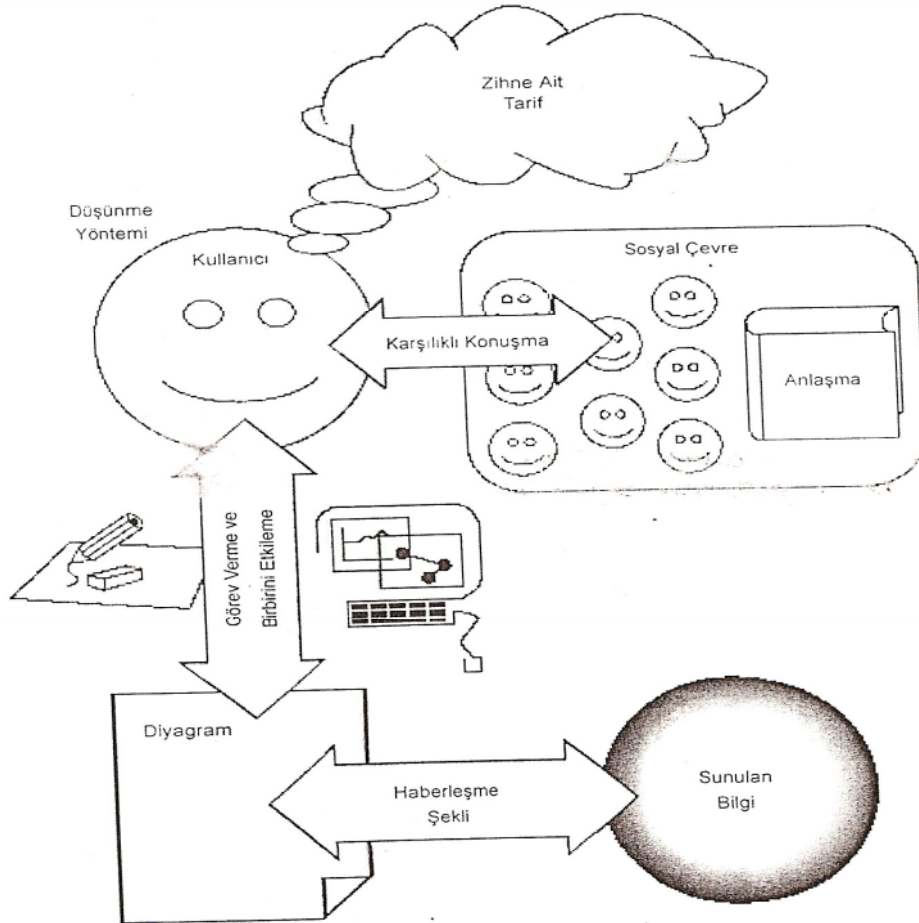 Zihne Ait
Tarif
Düşünme
Yöntemi
Kullanıcı
Sosyal Çevre
Karşılıklı Konuşma
Anlaşma
Görev Verme ve
Birbirini Etkileme
Diyagram
Haberleşme
Şekli
Sunulan
Bilgi